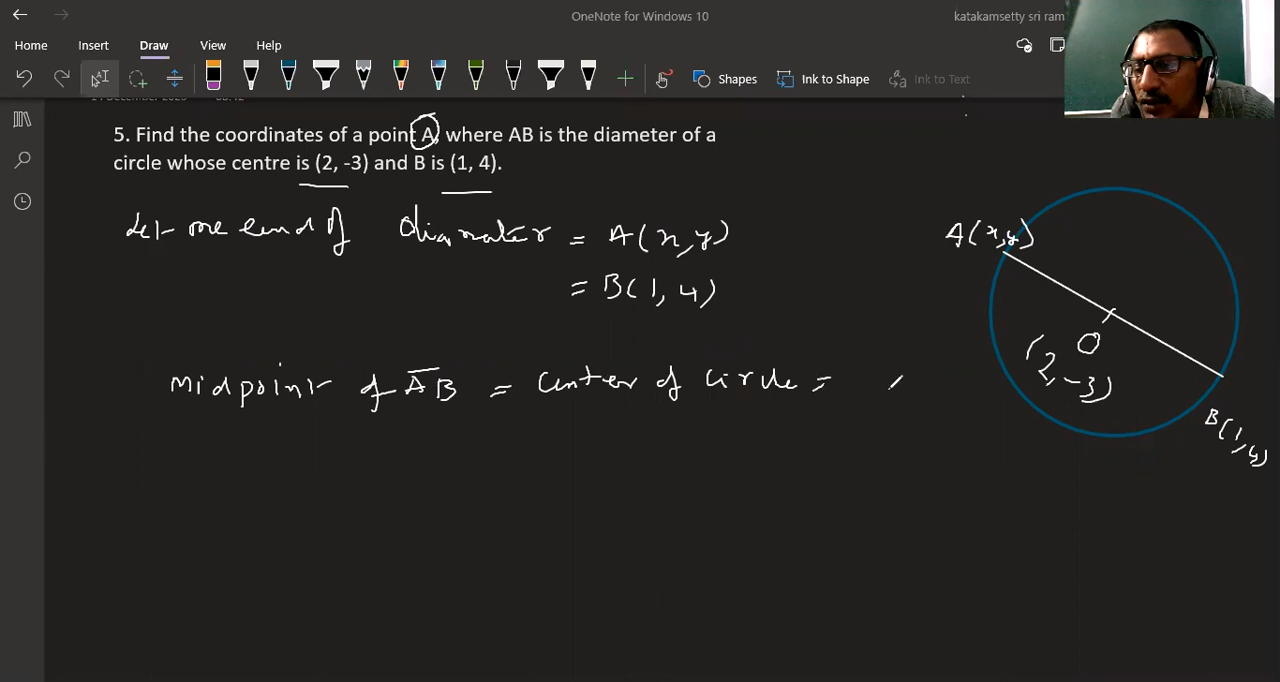 OneNote for Windows 10
katakamsetty sri ram
Home Insert Draw View Help
Shapes Ink to Shape Ink to Text
5. Find the coordinates of a point A, where AB is the diameter of a
circle whose centre is (2, -3) and B is (1, 4).
Let one end of diameter = A(x,y)
= B(1, 4)
A(x,y)
O
(2,-3)
B(1,4)
Midpoint of AB = center of circle =